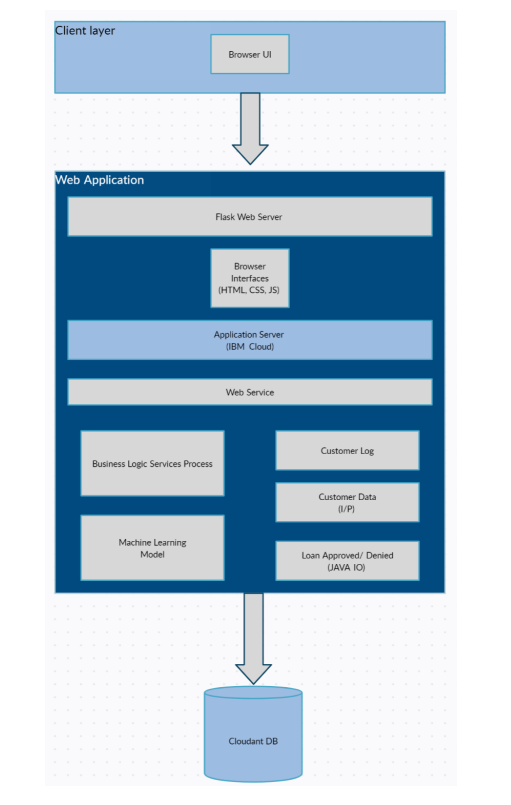 Client layer
Browser UI
Web Application
Flask Web Server
Browser
Interfaces
(HTML, CSS, JS)
Application Server
(IBM Cloud)
Web Service
Business Logic Services Process
Customer Log
Customer Data
(I/P)
Machine Learning
Model
Loan Approved/ Denied
(JAVA IO)
Cloudant DB